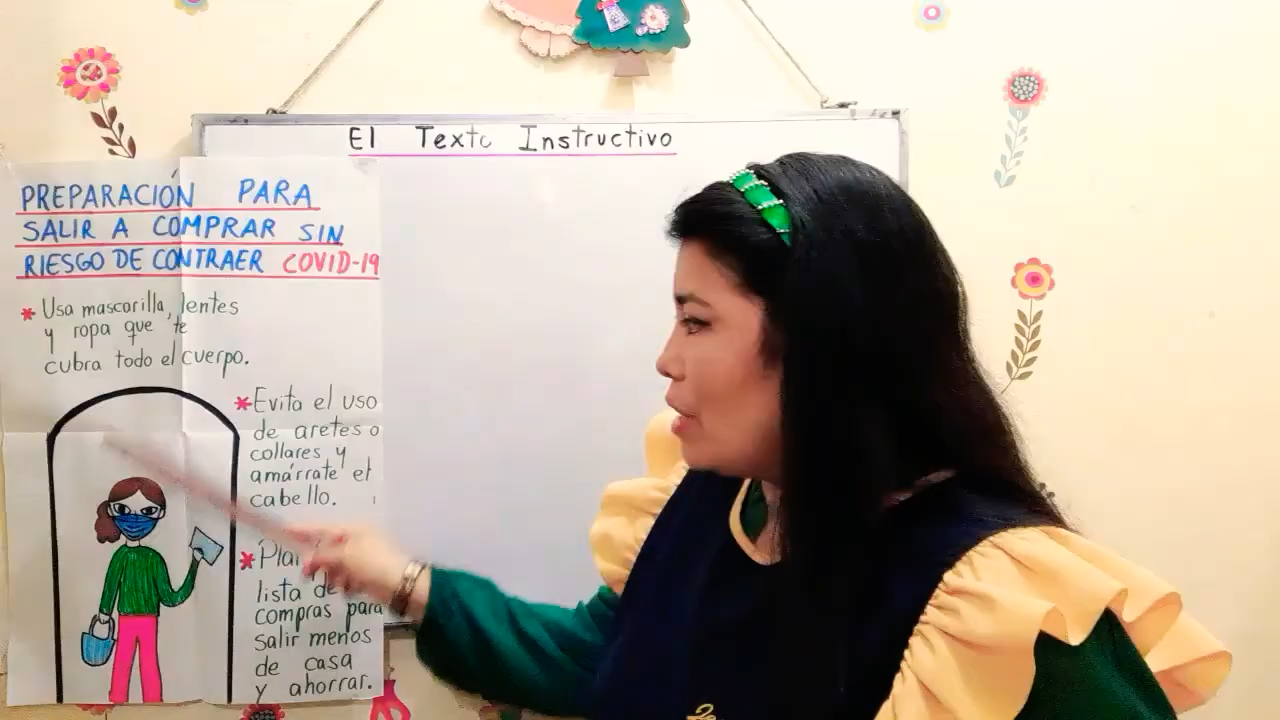 El Texto Instructivo
PREPARACIÓN PARA
SALIR A COMPRAR SIN
RIESGO DE CONTRAER COVID-19
* Usa mascarilla, lentes
y ropa que te
cubra todo el cuerpo.
* Evita el uso
de aretes o
collares y
amárrate el
cabello.
*
lista de
compras para
salir menos
de casa
y ahorrar.